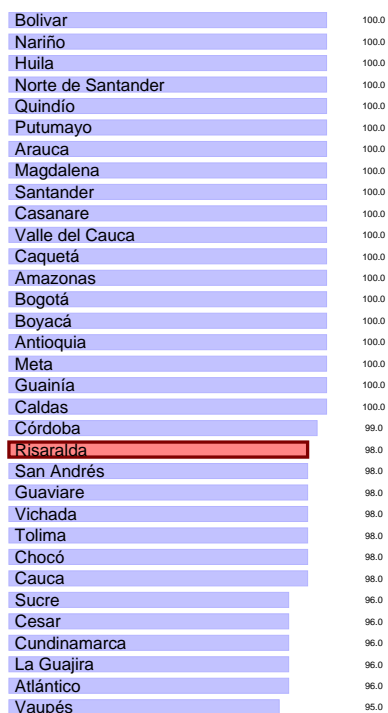 Bolivar 100.0
Nariño 100.0
Huila 100.0
Norte de Santander 100.0
Quindío 100.0
Putumayo 100.0
Arauca 100.0
Magdalena 100.0
Santander 100.0
Casanare 100.0
Valle del Cauca 100.0
Caquetá 100.0
Amazonas 100.0
Bogotá 100.0
Boyacá 100.0
Antioquia 100.0
Meta 100.0
Guainía 100.0
Caldas 100.0
Córdoba 99.0
Risaralda 98.0
San Andrés 98.0
Guaviare 98.0
Vichada 98.0
Tolima 98.0
Chocó 98.0
Cauca 98.0
Sucre 96.0
Cesar 96.0
Cundinamarca 96.0
La Guajira 96.0
Atlántico 96.0
Vaupés 95.0